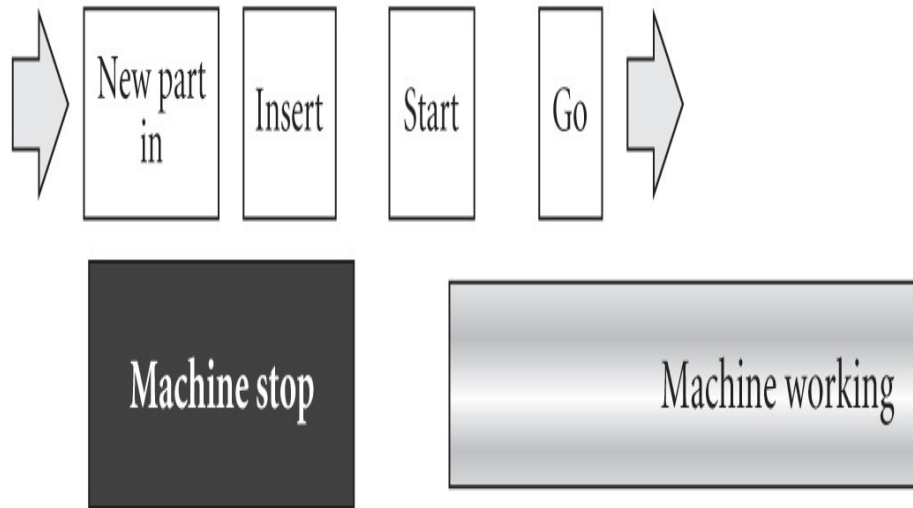 New part
in
Insert
Start
Go
Machine stop
Machine working